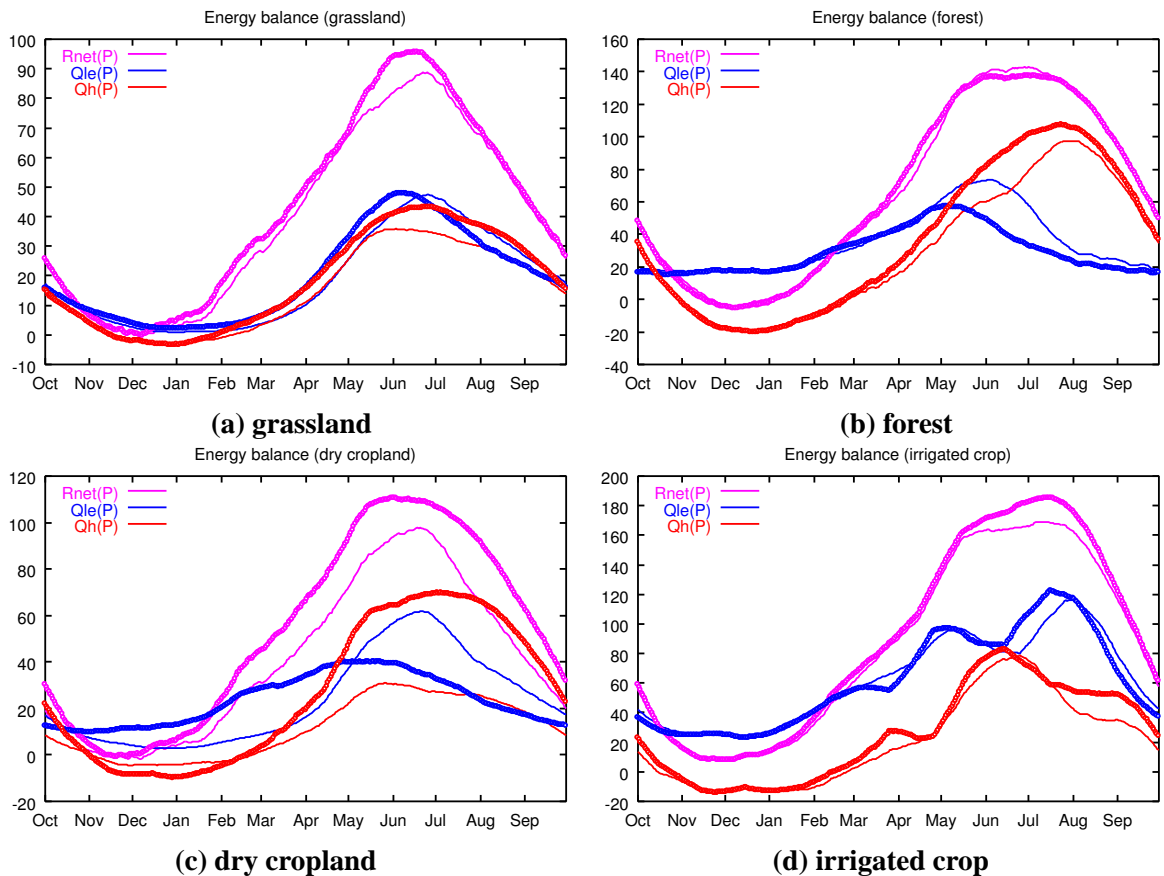 Energy balance (grassland)
100
90
80
70
60
50
40
30
20
10
0
-10
Rnet(P)
Qle(P)
Qh(P)
Oct Nov Dec Jan Feb Mar Apr May Jun Jul Aug Sep
(a) grassland
Energy balance (forest)
160
140
120
100
80
60
40
20
0
-20
-40
Rnet(P)
Qle(P)
Qh(P)
Oct Nov Dec Jan Feb Mar Apr May Jun Jul Aug Sep
(b) forest
Energy balance (dry cropland)
120
100
80
60
40
20
0
-20
Rnet(P)
Qle(P)
Qh(P)
Oct Nov Dec Jan Feb Mar Apr May Jun Jul Aug Sep
(c) dry cropland
Energy balance (irrigated crop)
200
180
160
140
120
100
80
60
40
20
0
-20
Rnet(P)
Qle(P)
Qh(P)
Oct Nov Dec Jan Feb Mar Apr May Jun Jul Aug Sep
(d) irrigated crop